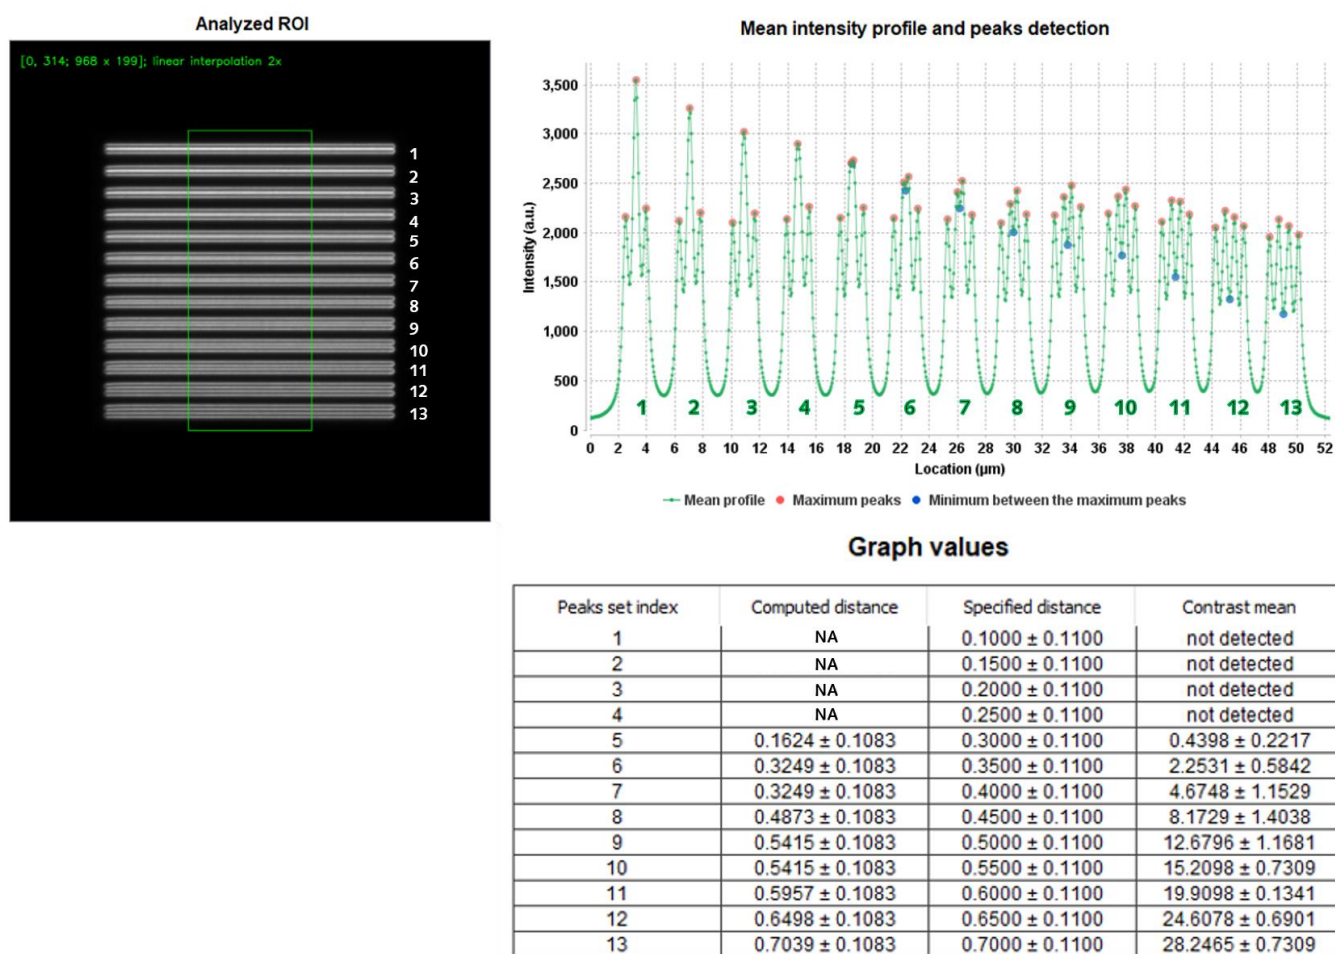 Analyzed ROI
[0, 314; 968 x 199]; linear interpolation 2x
1
2
3
4
5
6
7
8
9
10
11
12
13
Mean intensity profile and peaks detection
Intensity (a.u.)
3,500
3,000
2,500
2,000
1,500
1,000
500
0
1 2 3 4 5 6 7 8 9 10 11 12 13
0 2 4 6 8 10 12 14 16 18 20 22 24 26 28 30 32 34 36 38 40 42 44 46 48 50 52
Location (µm)
Mean profile Maximum peaks Minimum between the maximum peaks
Graph values
Peaks set index Computed distance Specified distance Contrast mean
1 NA 0.1000 ± 0.1100 not detected
2 NA 0.1500 ± 0.1100 not detected
3 NA 0.2000 ± 0.1100 not detected
4 NA 0.2500 ± 0.1100 not detected
5 0.1624 ± 0.1083 0.3000 ± 0.1100 0.4398 ± 0.2217
6 0.3249 ± 0.1083 0.3500 ± 0.1100 2.2531 ± 0.5842
7 0.3249 ± 0.1083 0.4000 ± 0.1100 4.6748 ± 1.1529
8 0.4873 ± 0.1083 0.4500 ± 0.1100 8.1729 ± 1.4038
9 0.5415 ± 0.1083 0.5000 ± 0.1100 12.6796 ± 1.1681
10 0.5415 ± 0.1083 0.5500 ± 0.1100 15.2098 ± 0.7309
11 0.5957 ± 0.1083 0.6000 ± 0.1100 19.9098 ± 0.1341
12 0.6498 ± 0.1083 0.6500 ± 0.1100 24.6078 ± 0.6901
13 0.7039 ± 0.1083 0.7000 ± 0.1100 28.2465 ± 0.7309